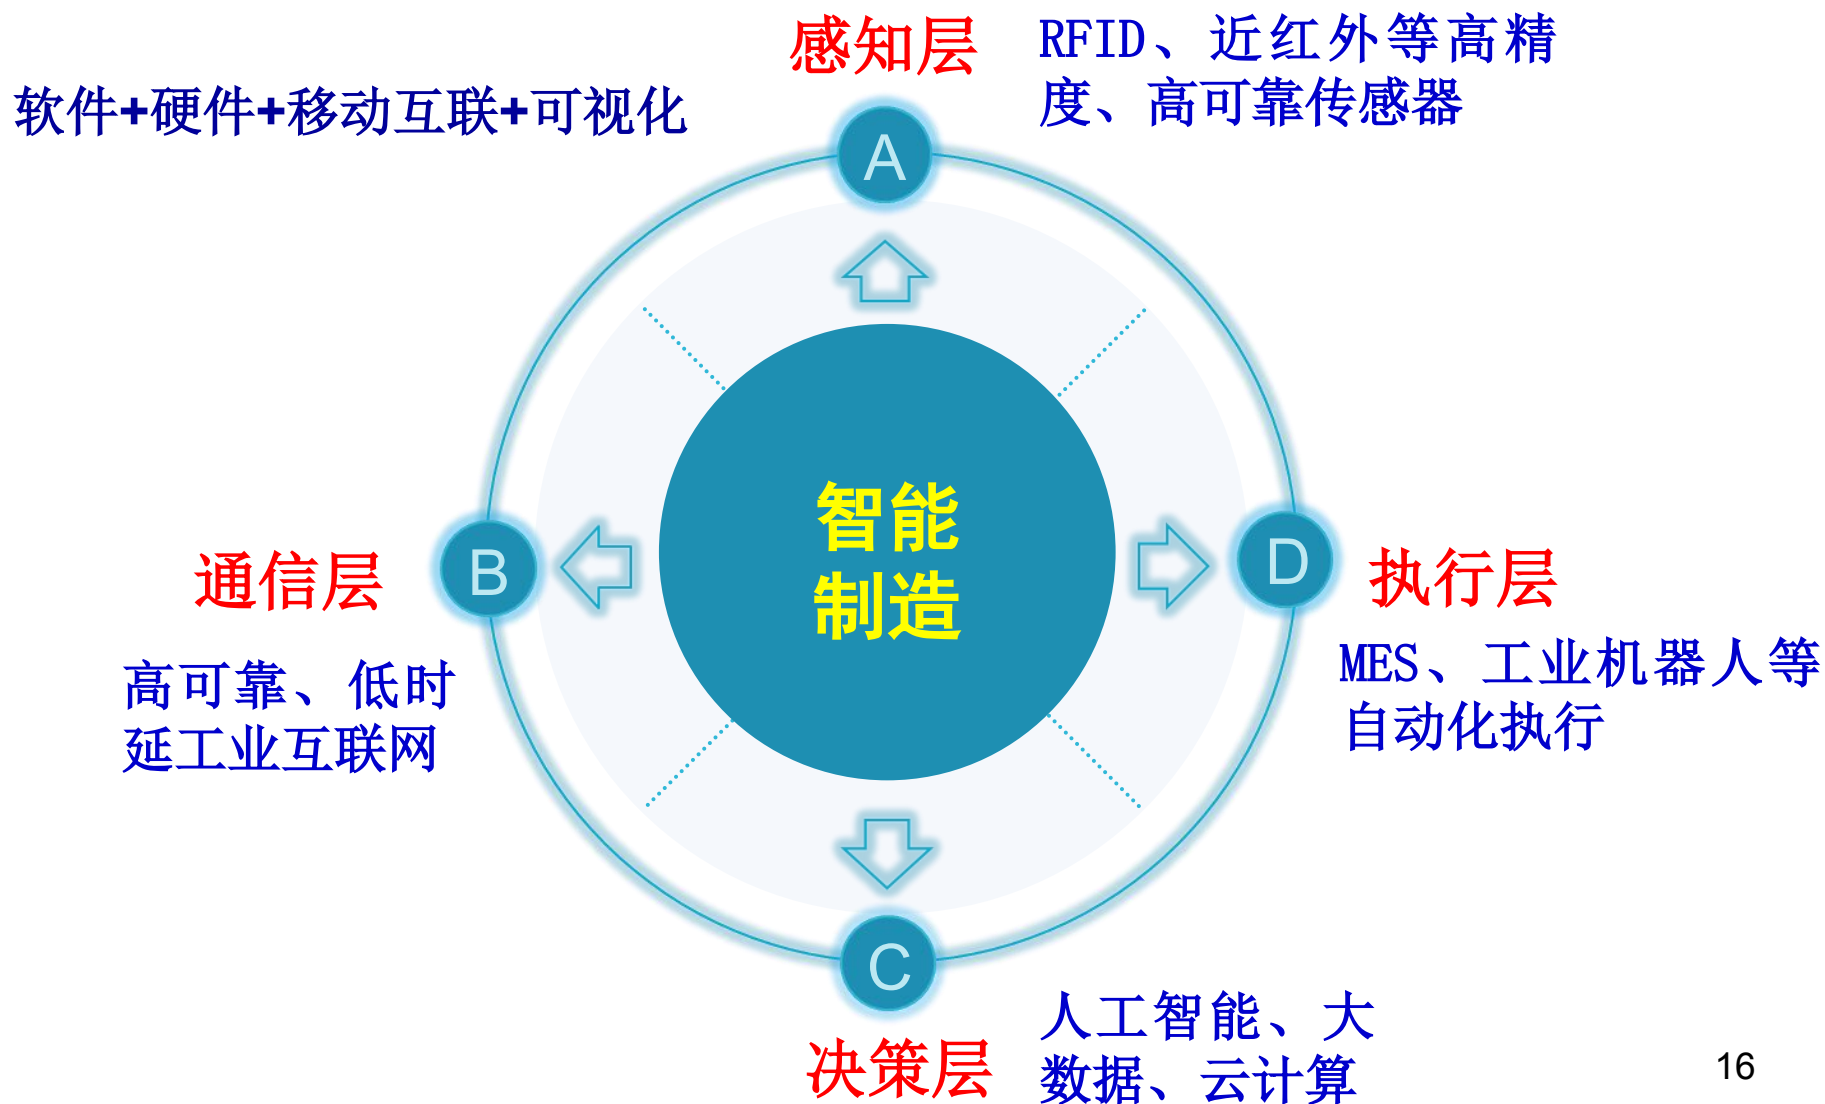 感知层
RFID、近红外等高精
度、高可靠传感器
软件+硬件+移动互联+可视化
A
智能
制造
B
通信层
高可靠、低时
延工业互联网
D
执行层
MES、工业机器人等
自动化执行
C
决策层
人工智能、大
数据、云计算
16